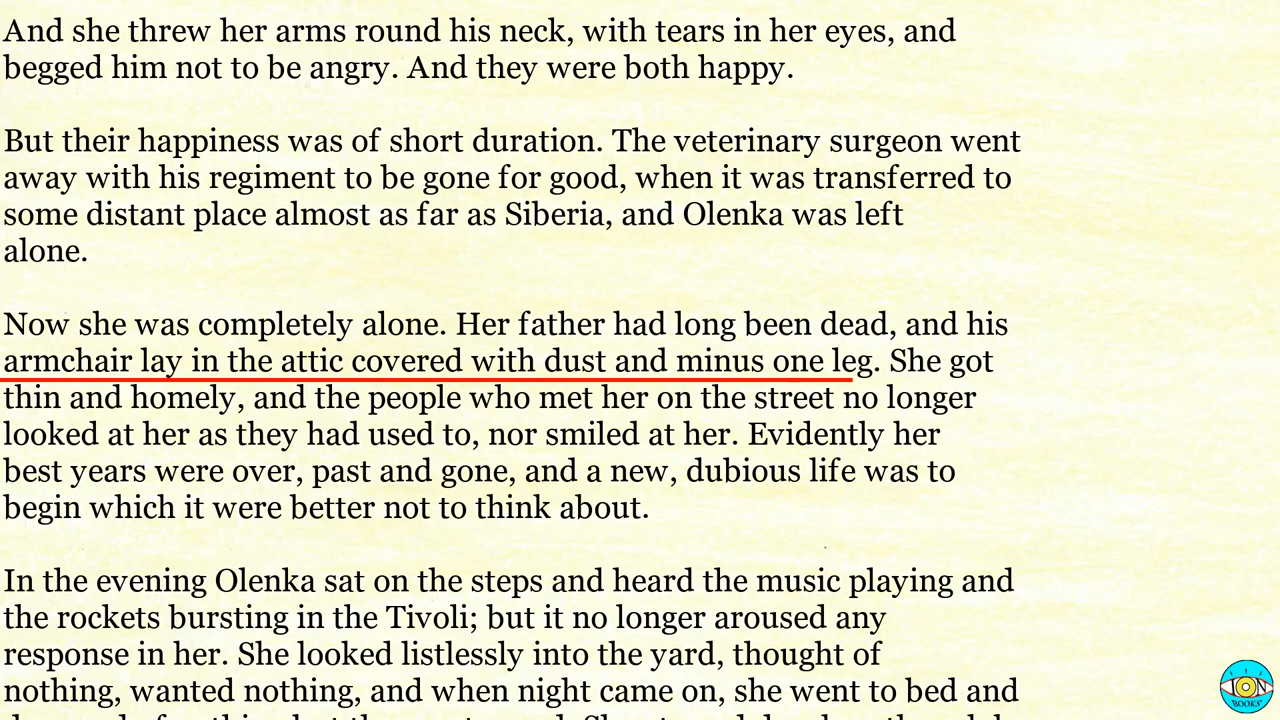 And she threw her arms round his neck, with tears in her eyes, and
begged him not to be angry. And they were both happy.
But their happiness was of short duration. The veterinary surgeon went
away with his regiment to be gone for good, when it was transferred to
some distant place almost as far as Siberia, and Olenka was left
alone.
Now she was completely alone. Her father had long been dead, and his
armchair lay in the attic covered with dust and minus one leg. She got
thin and homely, and the people who met her on the street no longer
looked at her as they had used to, nor smiled at her. Evidently her
best years were over, past and gone, and a new, dubious life was to
begin which it were better not to think about.
In the evening Olenka sat on the steps and heard the music playing and
the rockets bursting in the Tivoli; but it no longer aroused any
response in her. She looked listlessly into the yard, thought of
nothing, wanted nothing, and when night came on, she went to bed and
ION
BOOKS